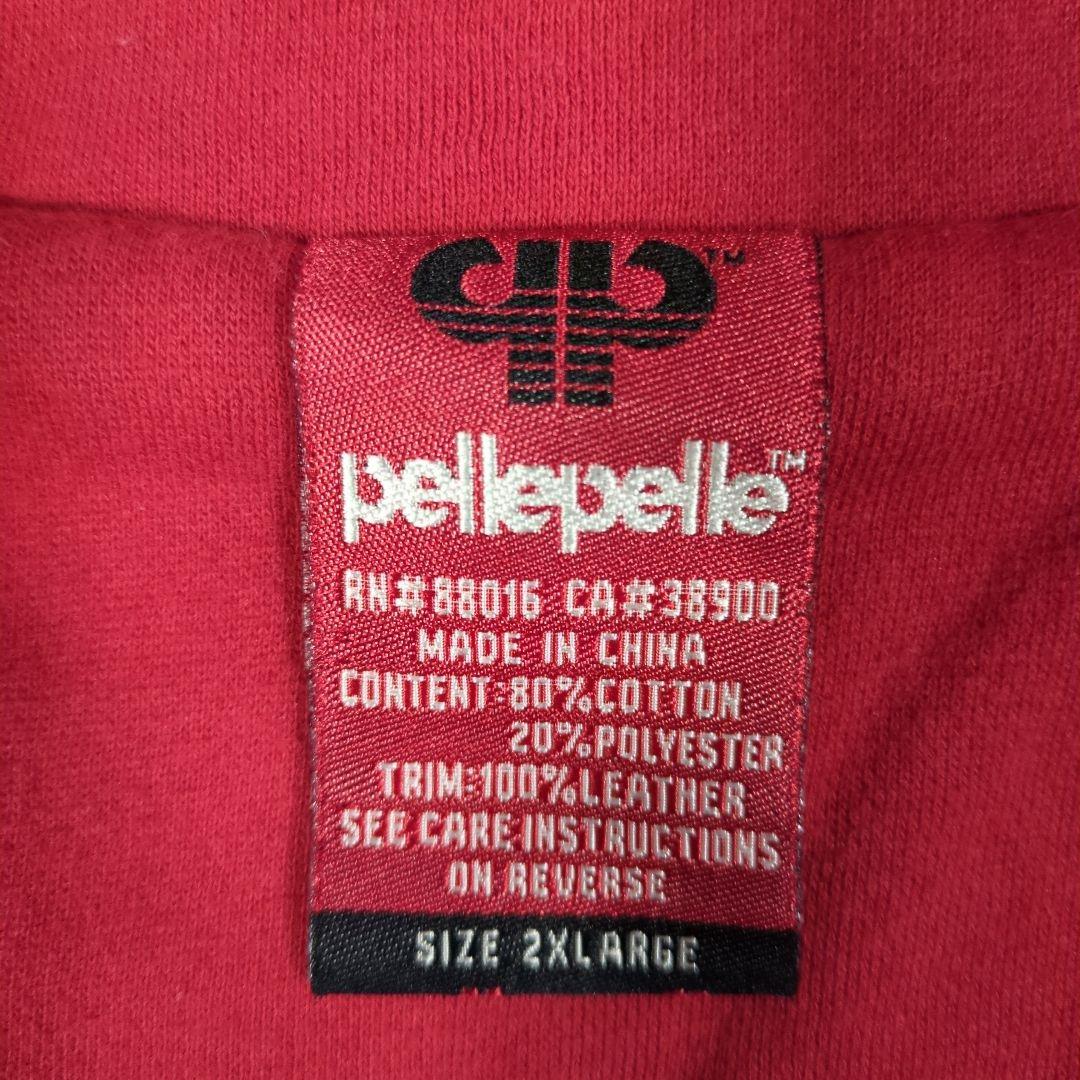 TM
pellepelle™
RN#88016 CA#38900
MADE IN CHINA
CONTENT:80%COTTON
20%POLYESTER
TRIM:100%LEATHER
SEE CARE INSTRUCTIONS
ON REVERSE
SIZE 2XLARGE